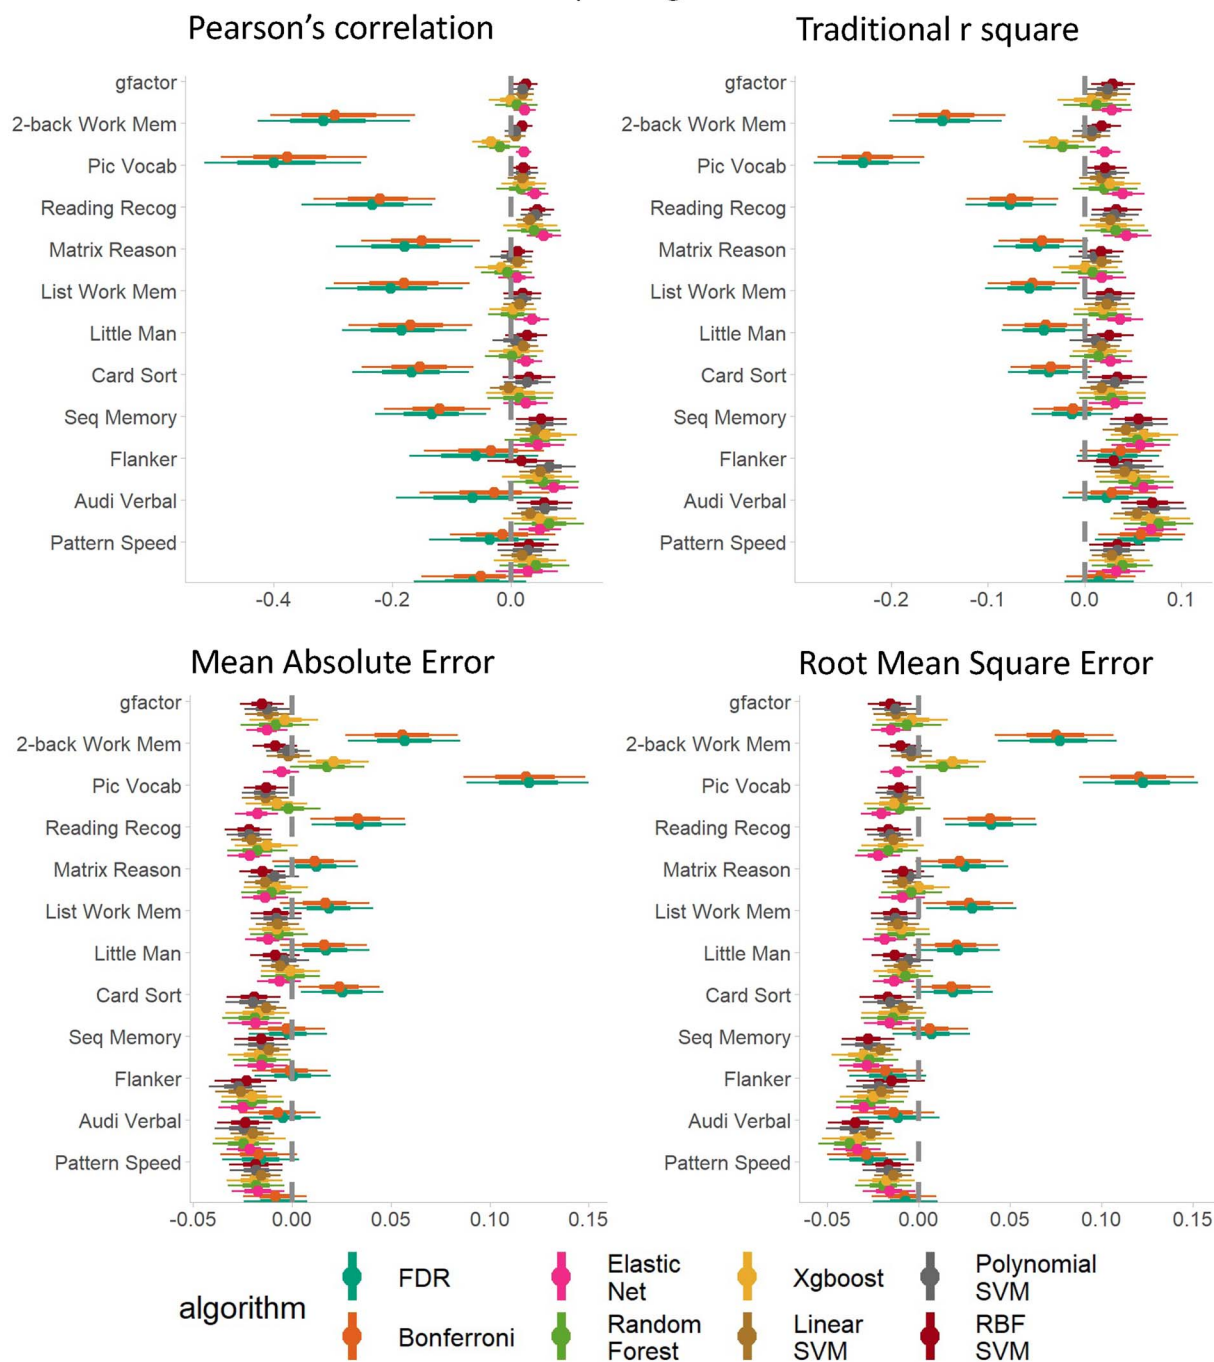 Pearson’s correlation
Traditional r square
gfactor
2-back Work Mem
Pic Vocab
Reading Recog
Matrix Reason
List Work Mem
Little Man
Card Sort
Seq Memory
Flanker
Audi Verbal
Pattern Speed
-0.4 -0.2 0.0
gfactor
2-back Work Mem
Pic Vocab
Reading Recog
Matrix Reason
List Work Mem
Little Man
Card Sort
Seq Memory
Flanker
Audi Verbal
Pattern Speed
-0.2 -0.1 0.0 0.1
Mean Absolute Error
Root Mean Square Error
gfactor
2-back Work Mem
Pic Vocab
Reading Recog
Matrix Reason
List Work Mem
Little Man
Card Sort
Seq Memory
Flanker
Audi Verbal
Pattern Speed
-0.05 0.00 0.05 0.10 0.15
gfactor
2-back Work Mem
Pic Vocab
Reading Recog
Matrix Reason
List Work Mem
Little Man
Card Sort
Seq Memory
Flanker
Audi Verbal
Pattern Speed
-0.05 0.00 0.05 0.10 0.15
algorithm
FDR
Bonferroni
Elastic
Net
Random
Forest
Xgboost
Linear
SVM
Polynomial
SVM
RBF
SVM